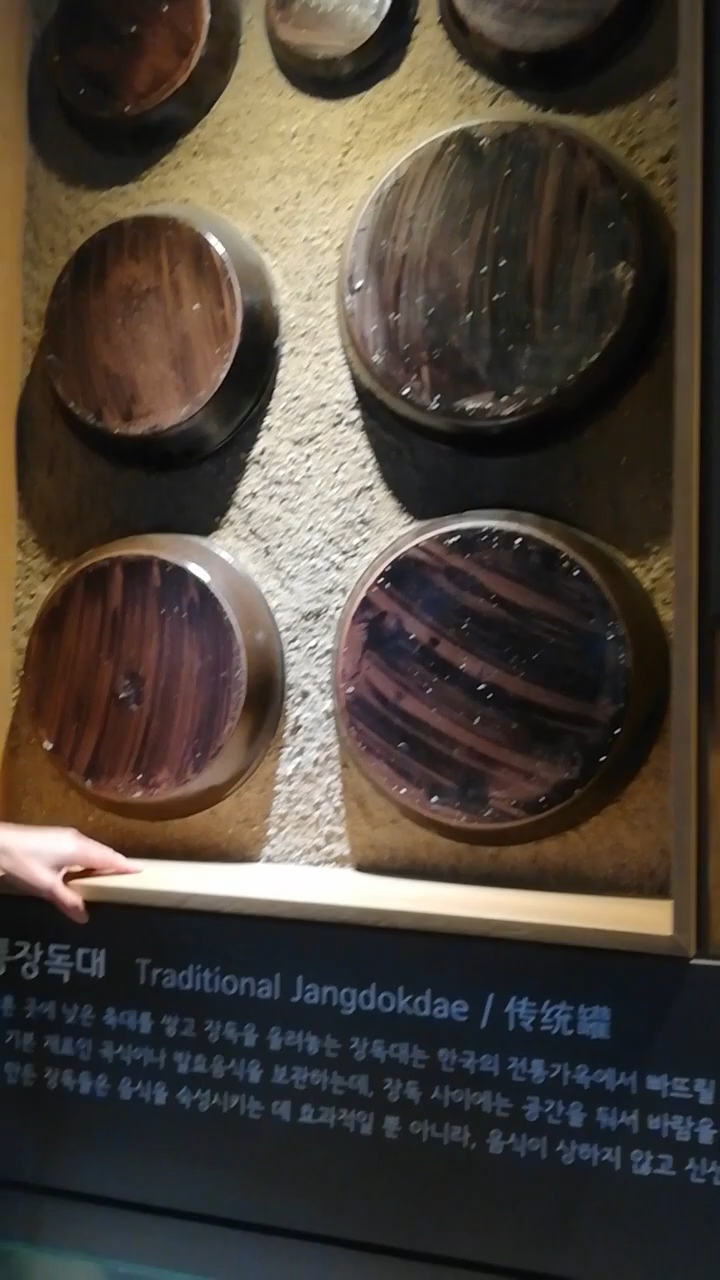 통장독대 Traditional Jangdokdae / 传统罐
른 곳에 낮은 축대를 쌓고 장독을 올려놓는 장독대는 한국의 전통가옥에서 빠뜨릴
기본 재료인 곡식이나 발효음식을 보관하는데, 장독 사이에는 공간을 둬서 바람을
만든 장독들은 음식을 숙성시키는 데 효과적일 뿐 아니라, 음식이 상하지 않고 신선